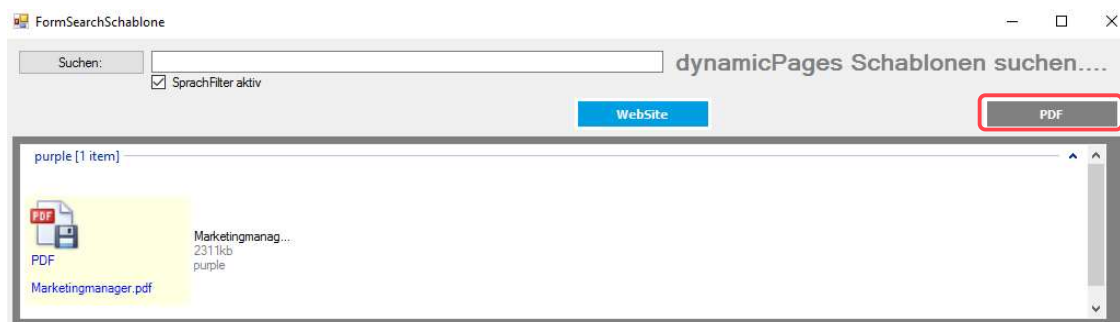 FormSearchSchablone
Suchen:
dynamicPages Schablonen suchen....
SprachFilter aktiv
WebSite
PDF
purple [1 item]
PDF
PDF
Marketingmanager.pdf
Marketingmanag...
2311kb
purple